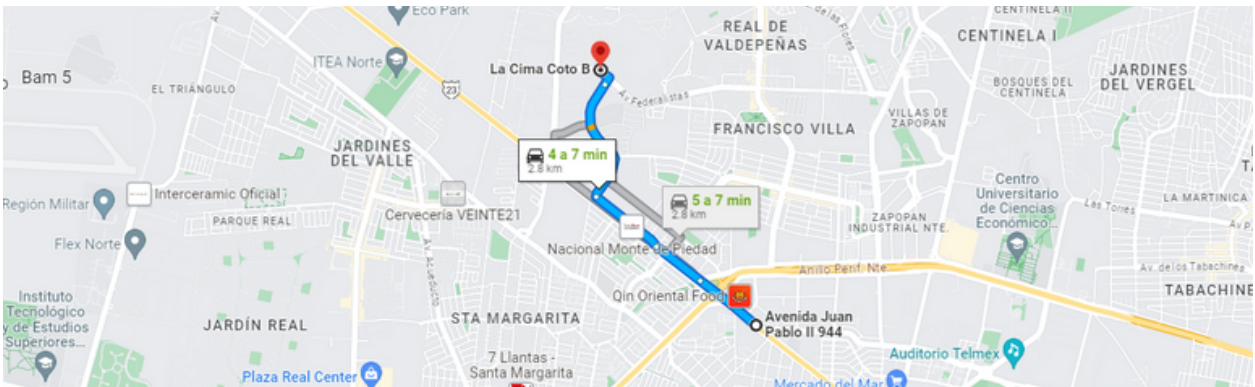 Eco Park
REAL DE
VALDEPEÑAS
CENTINELA II
CENTINELA I
ITEA Norte
La Cima Coto B
Bam 5
EL TRIÁNGULO
23
Av. Federalistas
BOSQUES DEL
CENTINELA
JARDINES
DEL VERGEL
VILLAS DE
ZAPOPAN
FRANCISCO VILLA
JARDINES
DEL VALLE
4 a 7 min
2.8 km
Interceramic Oficial
Región Militar
Cervecería VEINTE21
5 a 7 min
2.8 km
Centro
Universitario
de Ciencias
Económico...
Las Torres
LA MARTINICA
PARQUE REAL
Flex Norte
Nacional Monte de Piedad
ZAPOPAN
INDUSTRIAL NTE.
Av. Acueducto
Anillo Perif. Nte.
Av. de los Tabachines
TABACHINE
Instituto
Tecnológico
y de Estudios
Superiores...
Qin Oriental Food
JARDÍN REAL
STA MARGARITA
Avenida Juan
Pablo II 944
7 Llantas -
Santa Margarita
Auditorio Telmex
Plaza Real Center
Mercado del Mar